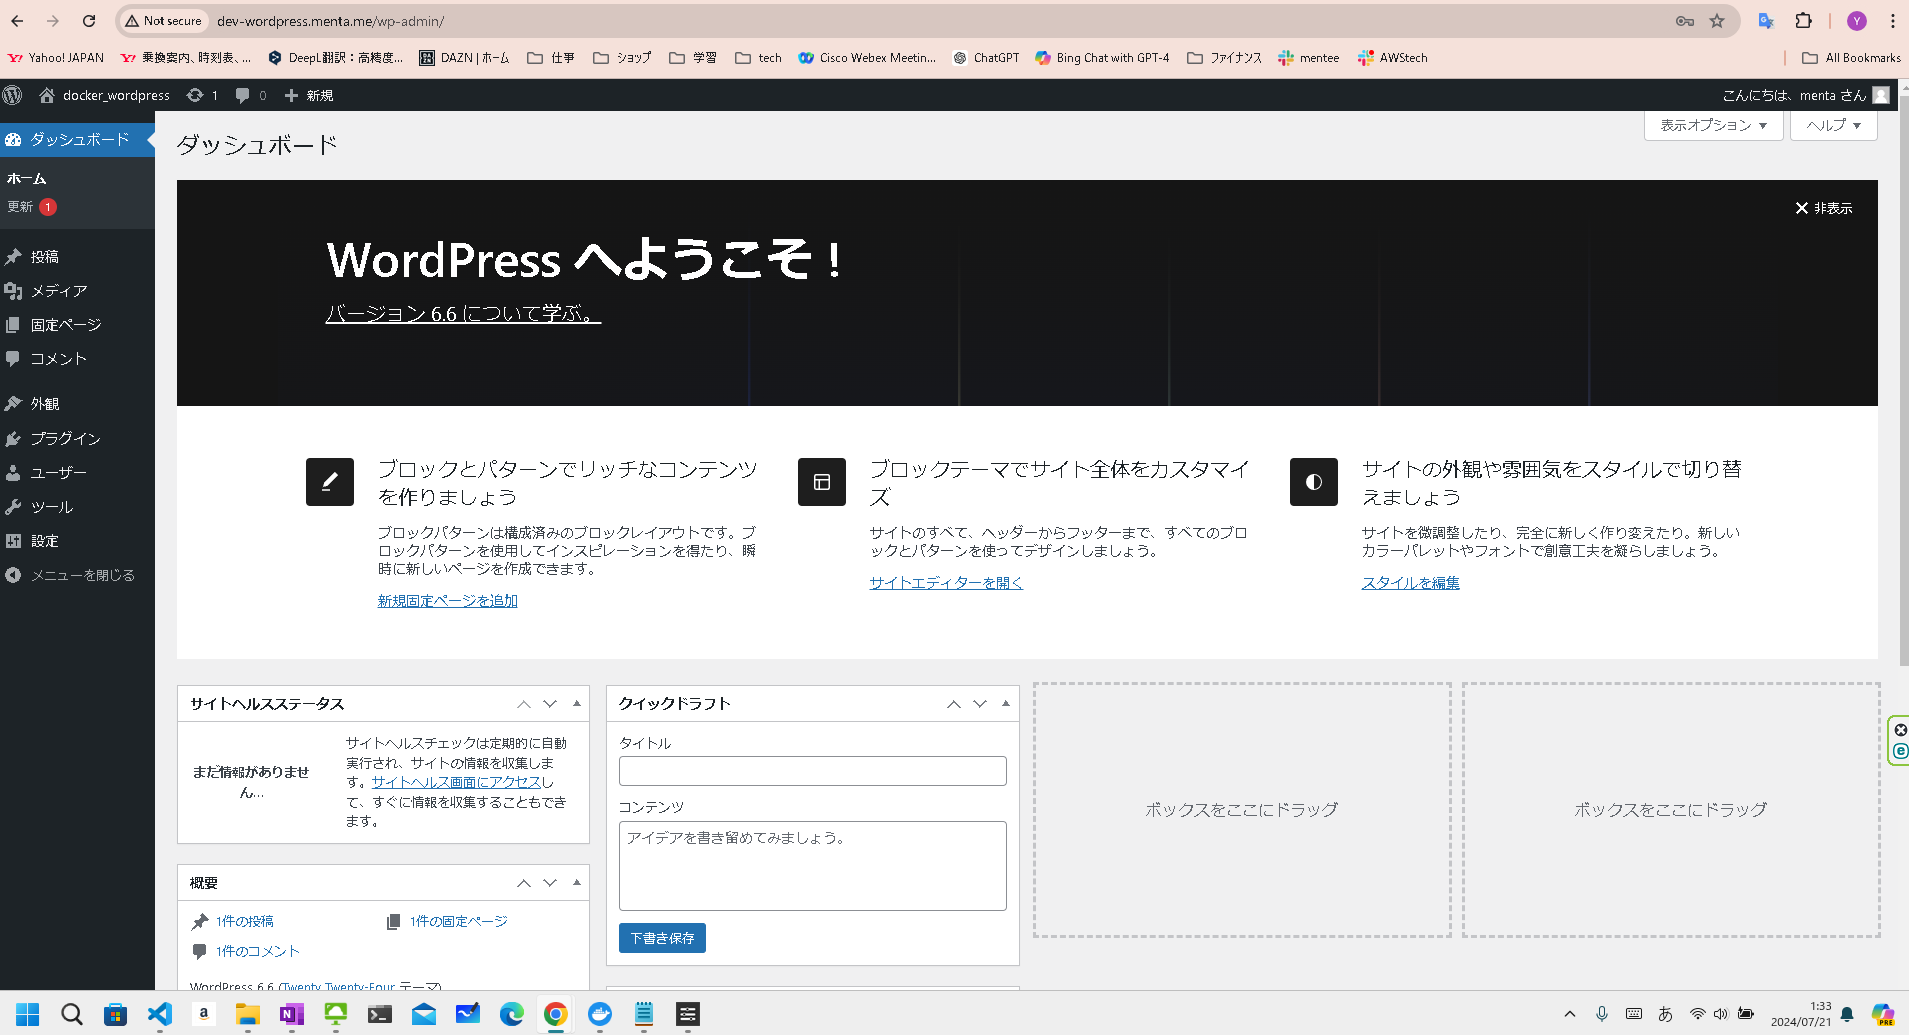 Not secure
dev-wordpress.menta.me/wp-admin/
Y
Yahoo! JAPAN
乗換案内、時刻表、...
DeepL翻訳：高精度...
DAZN | ホーム
仕事
ショップ
学習
tech
Cisco Webex Meetin...
ChatGPT
Bing Chat with GPT-4
ファイナンス
mentee
AWStech
All Bookmarks
docker_wordpress
1
0
新規
こんにちは、menta さん
ダッシュボード
ホーム
更新 1
投稿
メディア
固定ページ
コメント
外観
プラグイン
ユーザー
ツール
設定
メニューを閉じる
ダッシュボード
表示オプション ▼
ヘルプ ▼
非表示
WordPress へようこそ !
バージョン 6.6 について学ぶ。
ブロックとパターンでリッチなコンテンツ
を作りましょう
ブロックパターンは構成済みのブロックレイアウトです。ブ
ロックパターンを使用してインスピレーションを得たり、瞬
時に新しいページを作成できます。
新規固定ページを追加
ブロックテーマでサイト全体をカスタマイ
ズ
サイトのすべて、ヘッダーからフッターまで、すべてのブロ
ックとパターンを使ってデザインしましょう。
サイトエディターを開く
サイトの外観や雰囲気をスタイルで切り替
えましょう
サイトを微調整したり、完全に新しく作り変えたり。新しい
カラーパレットやフォントで創意工夫を凝らしましょう。
スタイルを編集
サイトヘルスステータス
まだ情報がありませ
ん...
サイトヘルスチェックは定期的に自動
実行され、サイトの情報を収集しま
す。サイトヘルス画面にアクセスし
て、すぐに情報を収集することもでき
ます。
概要
1件の投稿
1件の固定ページ
1件のコメント
WordPress 6.6 (Twenty Twenty-Four テーマ)
クイックドラフト
タイトル
コンテンツ
アイデアを書き留めてみましょう。
下書き保存
ボックスをここにドラッグ
ボックスをここにドラッグ
あ
1:33
2024/07/21
PRE